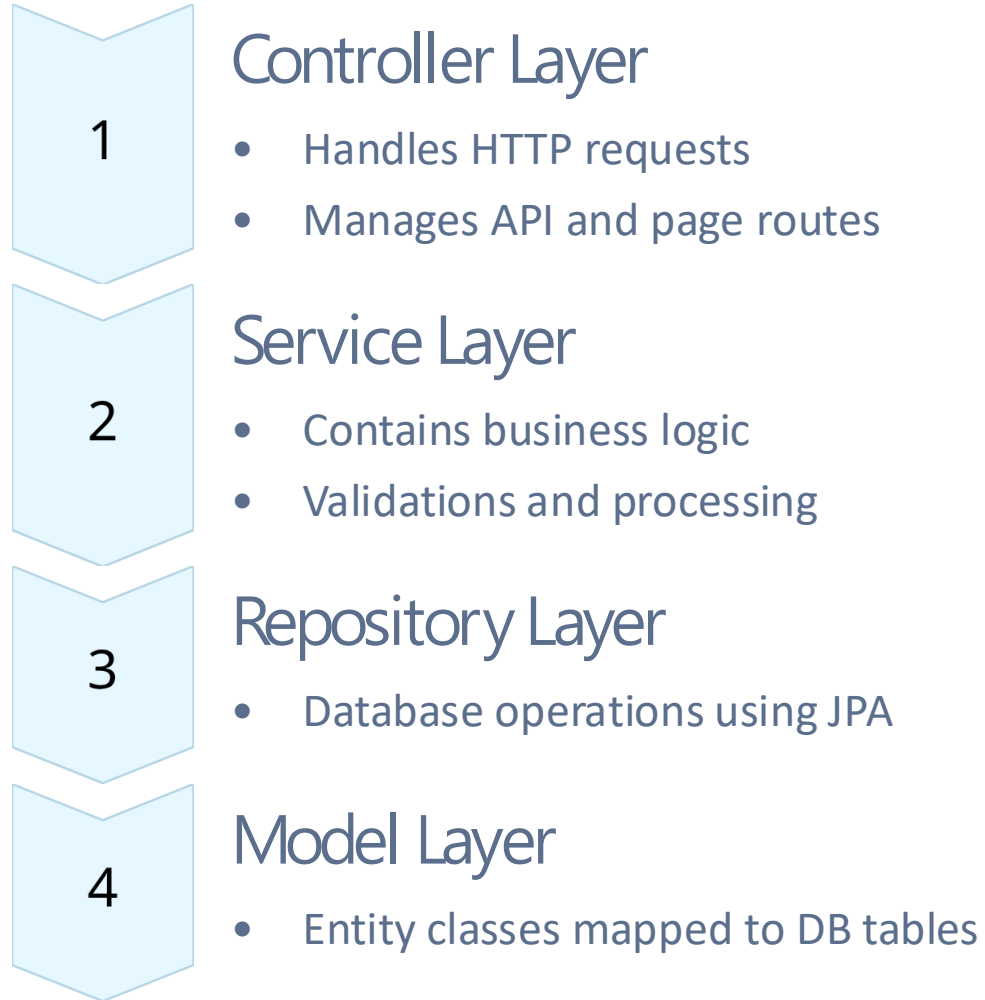 1
Controller Layer
• Handles HTTP requests
• Manages API and page routes
2
Service Layer
• Contains business logic
• Validations and processing
3
Repository Layer
• Database operations using JPA
4
Model Layer
• Entity classes mapped to DB tables